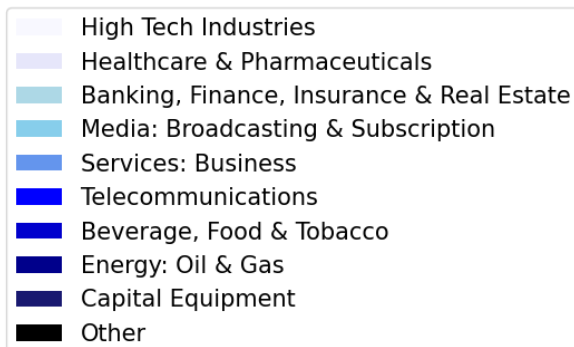 High Tech Industries
Healthcare & Pharmaceuticals
Banking, Finance, Insurance & Real Estate
Media: Broadcasting & Subscription
Services: Business
Telecommunications
Beverage, Food & Tobacco
Energy: Oil & Gas
Capital Equipment
Other